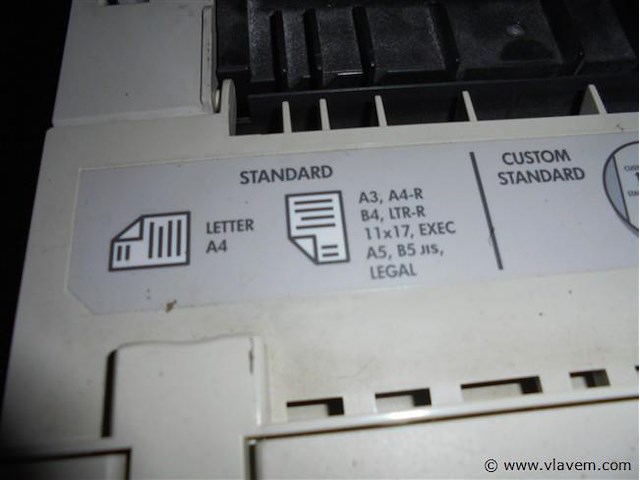 STANDARD
LETTER
A4
A3, A4-R
B4, LTR-R
11x17, EXEC
A5, B5 JIS,
LEGAL
CUSTOM
STANDARD
© www.vlavem.com